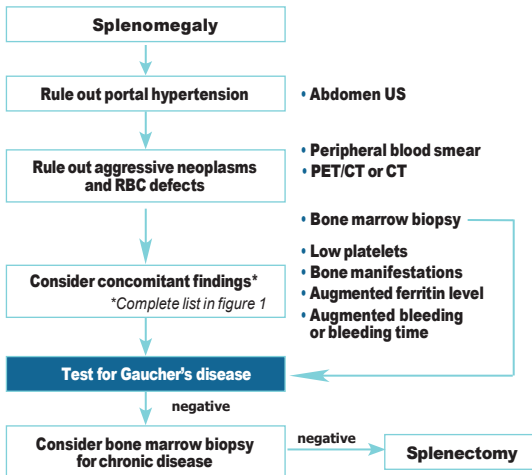 Splenomegaly
Rule out portal hypertension
• Abdomen US
Rule out aggressive neoplasms
and RBC defects
• Peripheral blood smear
• PET/CT or CT
• Bone marrow biopsy
Consider concomitant findings*
*Complete list in figure 1
• Low platelets
• Bone manifestations
• Augmented ferritin level
• Augmented bleeding
or bleeding time
Test for Gaucher's disease
negative
Consider bone marrow biopsy
for chronic disease
negative
Splenectomy